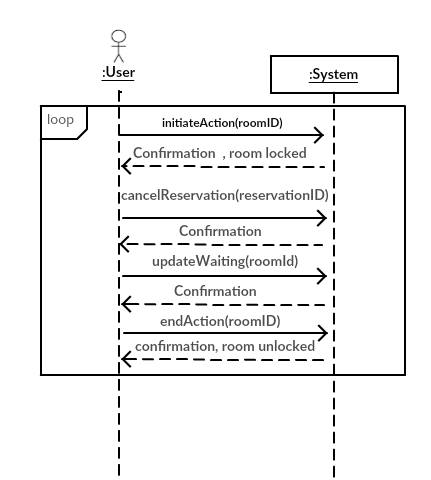 :User
:System
loop
initiateAction(roomID)
Confirmation , room locked
cancelReservation(reservationID)
Confirmation
updateWaiting(roomId)
Confirmation
endAction(roomID)
confirmation, room unlocked